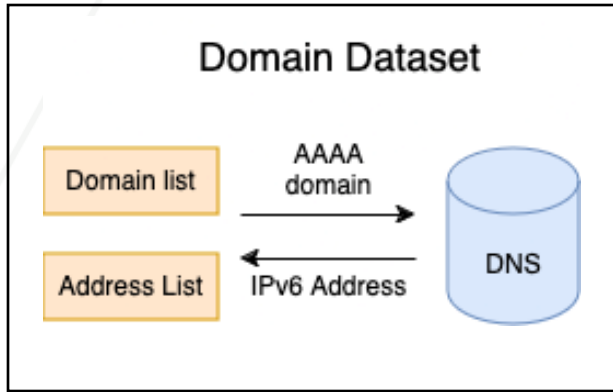 Domain Dataset
Domain list
AAAA
domain
Address List
IPv6 Address
DNS